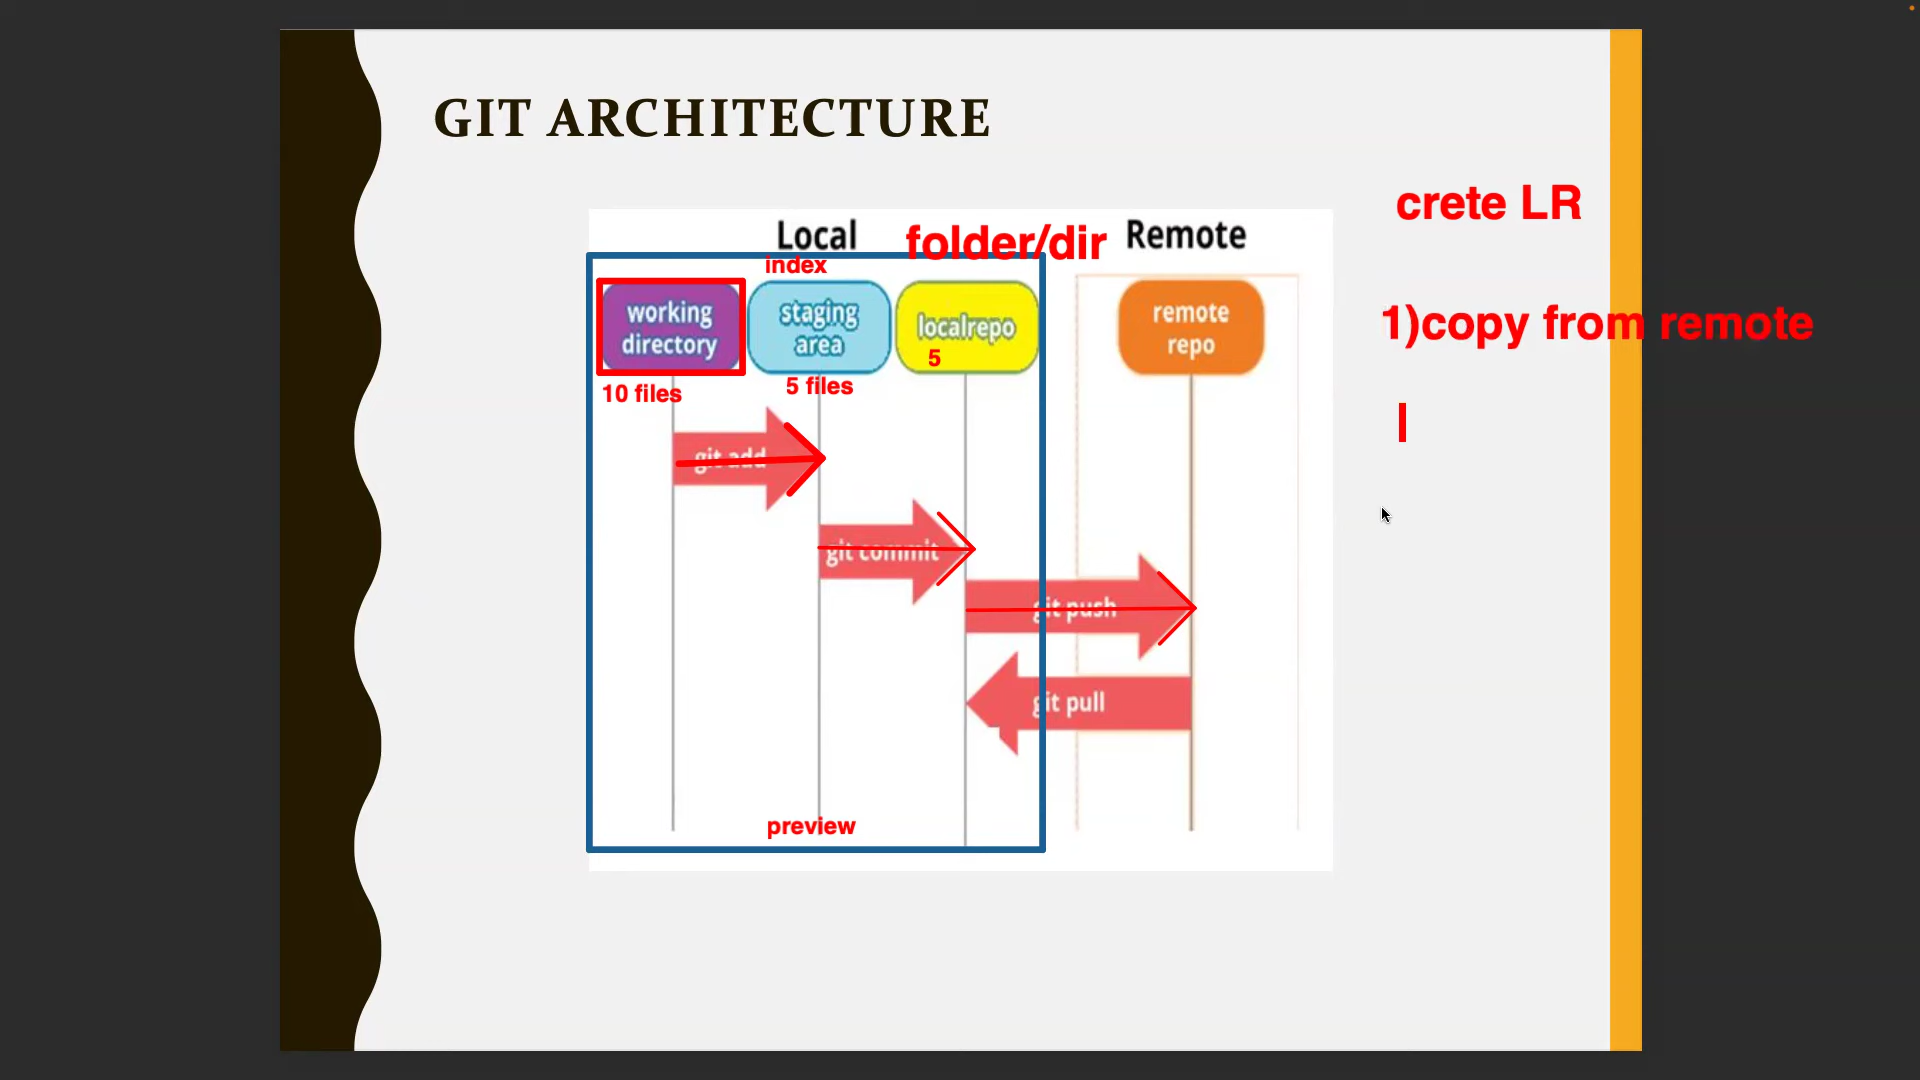 GIT ARCHITECTURE
crete LR
Local
folder/dir
Remote
index
working
directory
staging
area
localrepo
5
remote
repo
1)copy from remote
10 files
5 files
git add
git commit
git push
git pull
preview